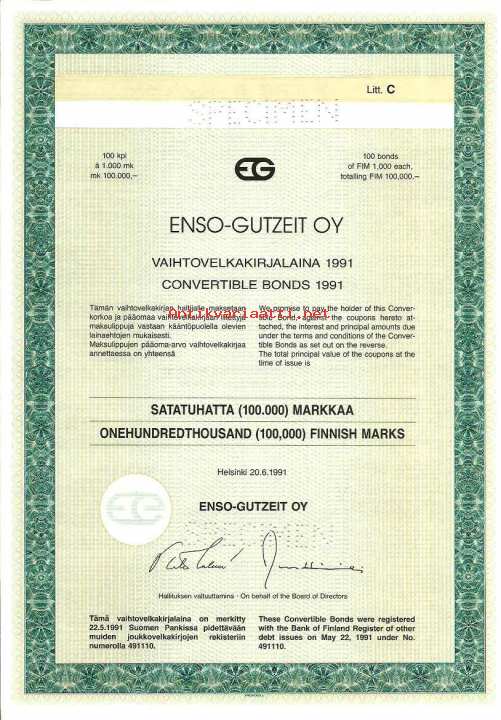 Litt. C
SPECIMEN
100 kpl
à 1.000 mk
mk 100.000,–
EG
100 bonds
of FIM 1,000 each,
totalling FIM 100,000,–
ENSO-GUTZEIT OY
VAIHTOVELKAKIRJALAINA 1991
CONVERTIBLE BONDS 1991
Tämän vaihtovelkakirjan haltijalle maksetaan
korkoa ja pääomaa vaihtovelkakirjaan liitettyjä
maksulippuja vastaan kääntöpuolella olevien
lainaehtojen mukaisesti.
Maksulippujen pääoma-arvo vaihtovelkakirjaa
annettaessa on yhteensä
We promise to pay the holder of this Conver-
tible Bond, against the coupons hereto at-
tached, the interest and principal amounts due
under the terms and conditions of the Conver-
tible Bonds as set out on the reverse.
The total principal value of the coupons at the
time of issue is
antikvariaatti.net
SATATUHATTA (100.000) MARKKAA
ONEHUNDREDTHOUSAND (100,000) FINNISH MARKS
Helsinki 20.6.1991
EG
ENSO-GUTZEIT OY
SPECIMEN
Hallituksen valtuuttamina - On behalf of the Board of Directors
Tämä vaihtovelkakirjalaina on merkitty
22.5.1991 Suomen Pankissa pidettävään
muiden joukkovelkakirjojen rekisteriin
numerolla 491110.
These Convertible Bonds were registered
with the Bank of Finland Register of other
debt issues on May 22, 1991 under No.
491110.